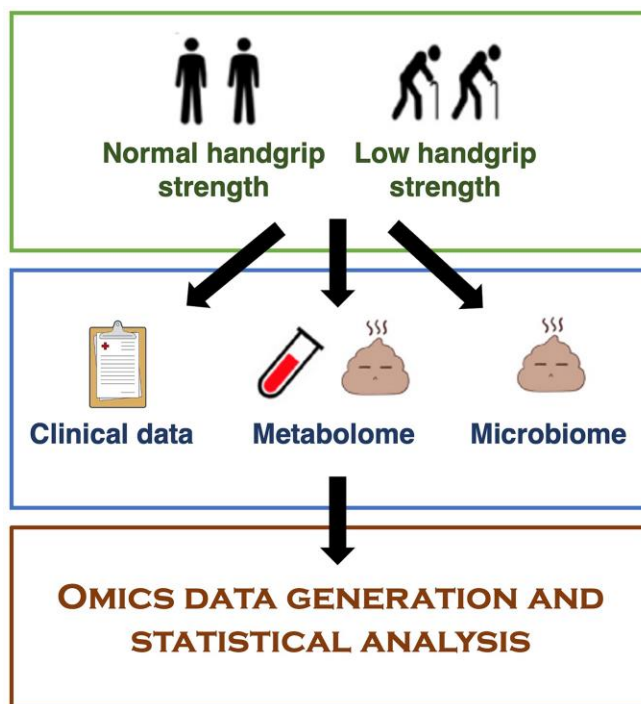 Normal handgrip
strength
Low handgrip
strength
Clinical data
Metabolome
Microbiome
OMICS DATA GENERATION AND
STATISTICAL ANALYSIS